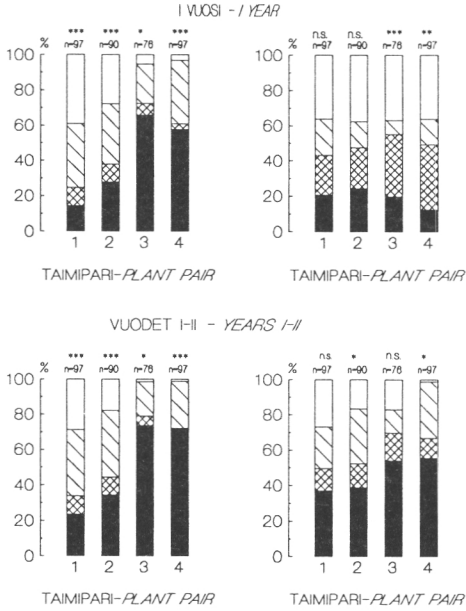 I VUOSI - I YEAR
*** *** * *** n.s. n.s. *** **
% n=97 n=90 n=76 n=97 % n=97 n=90 n=76 n=97
100 100
80 80
60 60
40 40
20 20
0 0
1 2 3 4 1 2 3 4
TAIMIPARI-PLANT PAIR TAIMIPARI-PLANT PAIR
VUODET I-II - YEARS I-II
*** *** * *** n.s. * n.s. *
% n=97 n=90 n=76 n=97 % n=97 n=90 n=76 n=97
100 100
80 80
60 60
40 40
20 20
0 0
1 2 3 4 1 2 3 4
TAIMIPARI-PLANT PAIR TAIMIPARI-PLANT PAIR